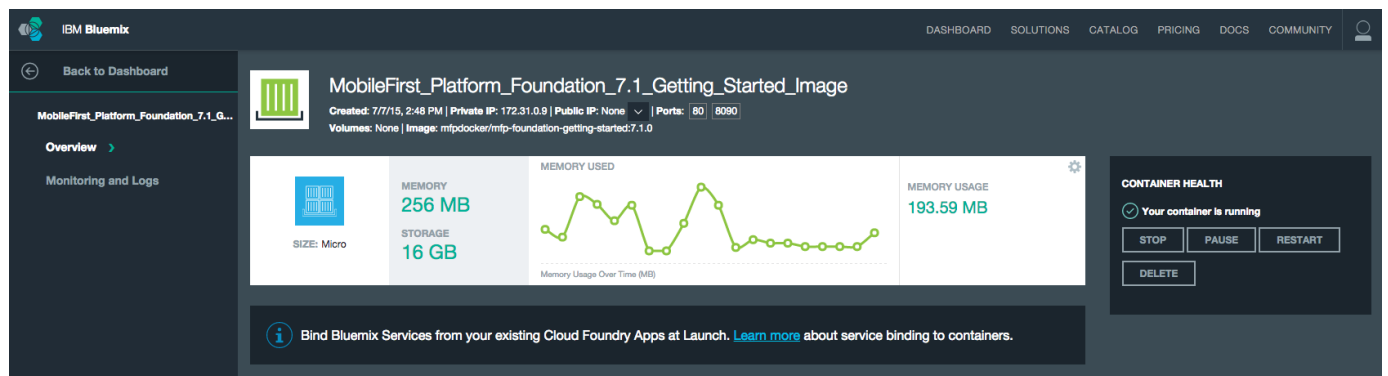 IBM Bluemix
DASHBOARD SOLUTIONS CATALOG PRICING DOCS COMMUNITY
Back to Dashboard
MobileFirst_Platform_Foundation_7.1_G...
Overview
Monitoring and Logs
MobileFirst_Platform_Foundation_7.1_Getting_Started_Image
Created: 7/7/15, 2:48 PM | Private IP: 172.31.0.9 | Public IP: None | Ports: 80 8090
Volumes: None | Image: mfpdocker/mfp-foundation-getting-started:7.1.0
SIZE: Micro
MEMORY
256 MB
STORAGE
16 GB
MEMORY USED
Memory Usage Over Time (MB)
MEMORY USAGE
193.59 MB
CONTAINER HEALTH
Your container is running
STOP PAUSE RESTART
DELETE
Bind Bluemix Services from your existing Cloud Foundry Apps at Launch. Learn more about service binding to containers.